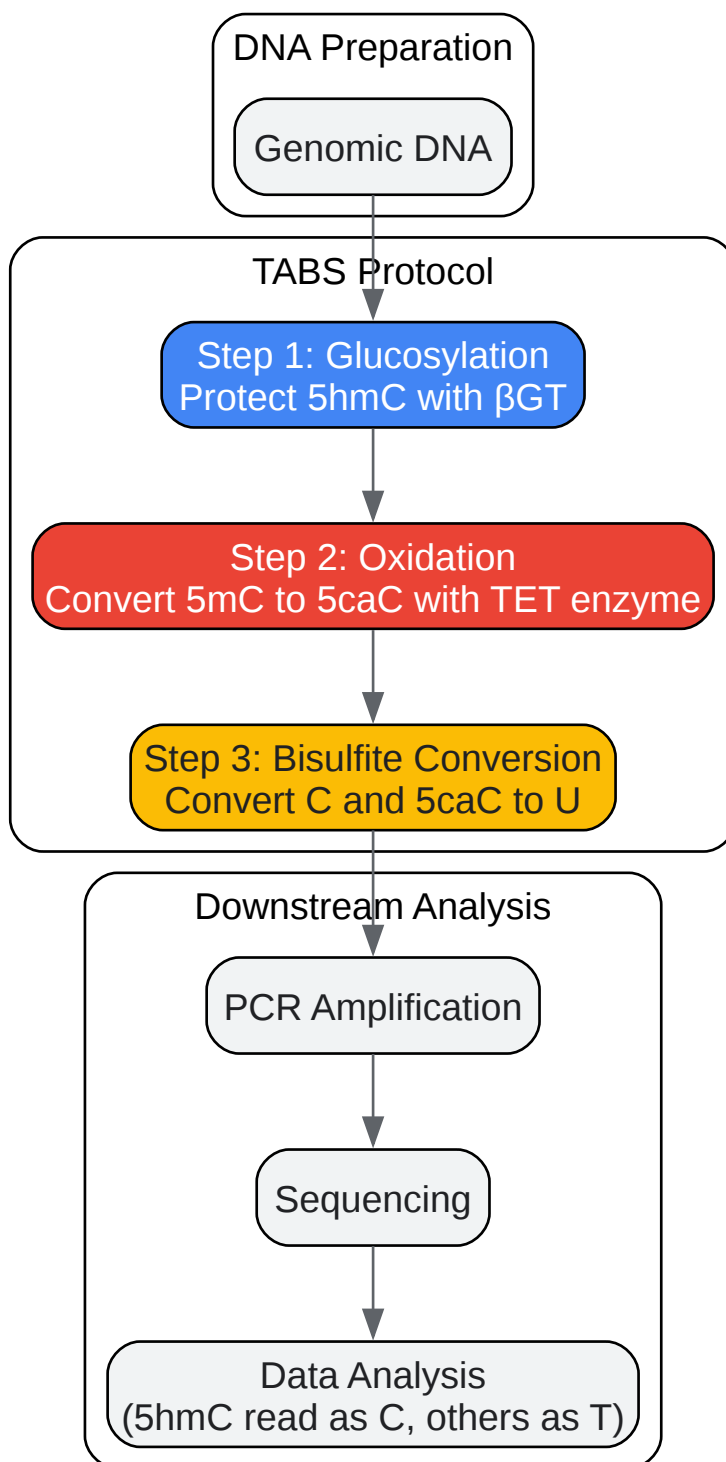 DNA Preparation
Genomic DNA
TABS Protocol
Step 1: Glucosylation
Protect 5hmC with βGT
Step 2: Oxidation
Convert 5mC to 5caC with TET enzyme
Step 3: Bisulfite Conversion
Convert C and 5caC to U
Downstream Analysis
PCR Amplification
Sequencing
Data Analysis
(5hmC read as C, others as T)